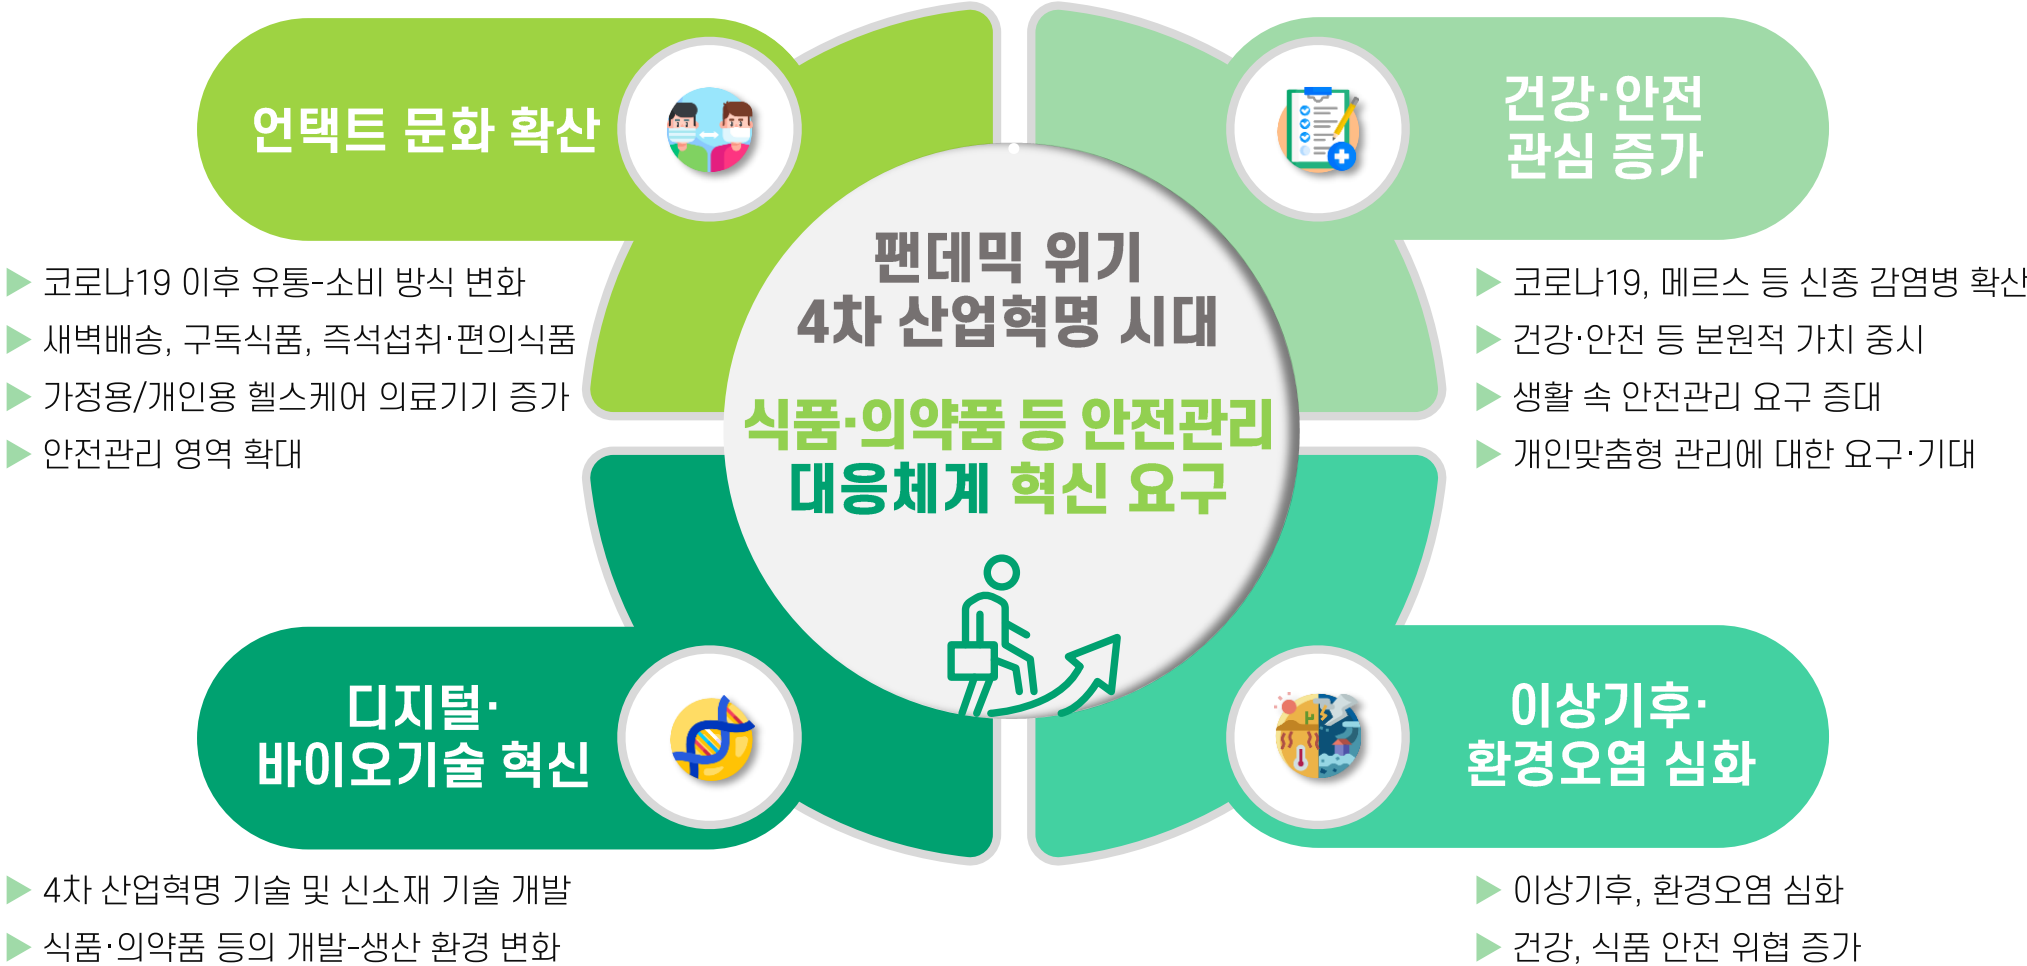 언택트 문화 확산
▶ 코로나19 이후 유통-소비 방식 변화
▶ 새벽배송, 구독식품, 즉석섭취·편의식품
▶ 가정용/개인용 헬스케어 의료기기 증가
▶ 안전관리 영역 확대
건강·안전
관심 증가
▶ 코로나19, 메르스 등 신종 감염병 확산
▶ 건강·안전 등 본원적 가치 중시
▶ 생활 속 안전관리 요구 증대
▶ 개인맞춤형 관리에 대한 요구·기대
팬데믹 위기
4차 산업혁명 시대
식품·의약품 등 안전관리
대응체계 혁신 요구
디지털·
바이오기술 혁신
▶ 4차 산업혁명 기술 및 신소재 기술 개발
▶ 식품·의약품 등의 개발-생산 환경 변화
이상기후·
환경오염 심화
▶ 이상기후, 환경오염 심화
▶ 건강, 식품 안전 위협 증가